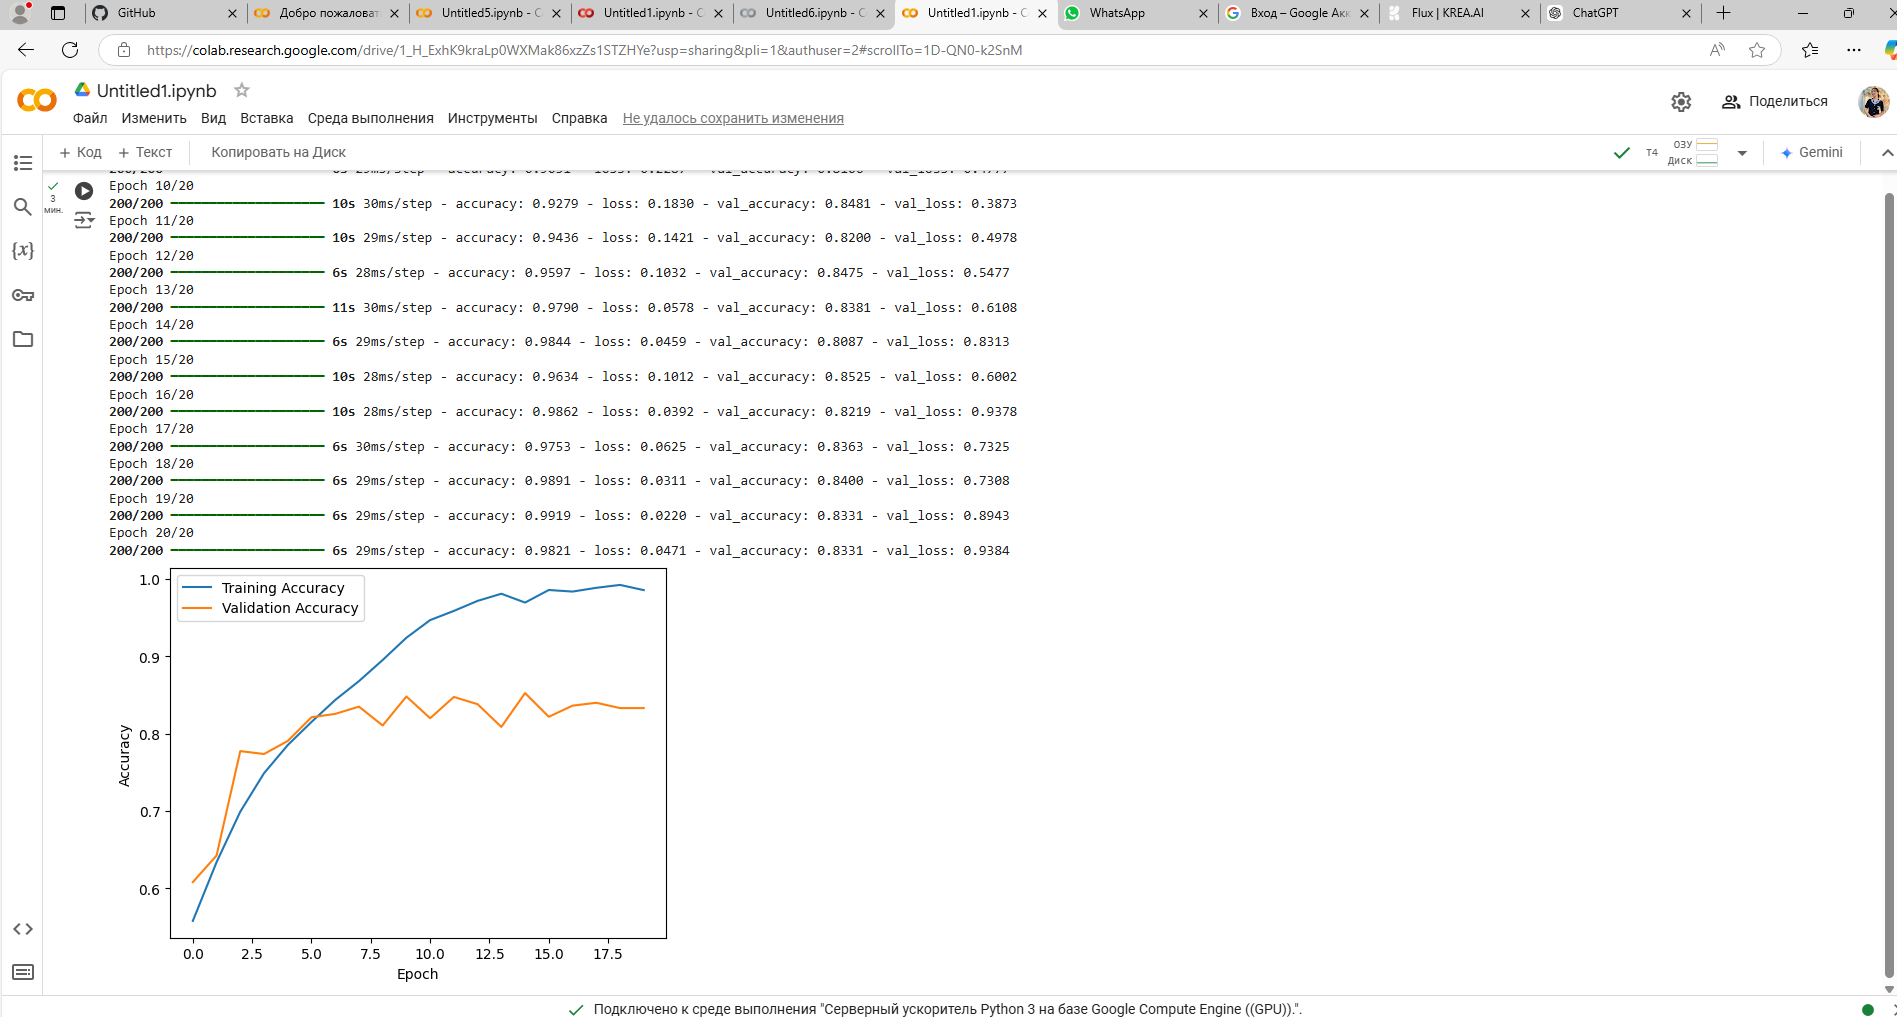 GitHub
Добро пожаловат
Untitled5.ipynb - C
Untitled1.ipynb - C
Untitled6.ipynb - C
Untitled1.ipynb - C
WhatsApp
Вход – Google Акк
Flux | KREA.AI
ChatGPT
https://colab.research.google.com/drive/1_H_ExhK9kraLp0WXMak86xzZs1STZHYe?usp=sharing&pli=1&authuser=2#scrollTo=1D-QN0-k2SnM
Untitled1.ipynb
Поделиться
Файл Изменить Вид Вставка Среда выполнения Инструменты Справка Не удалось сохранить изменения
+ Код + Текст Копировать на Диск
T4 ОЗУ
Диск
Gemini
3
мин.
Epoch 10/20
200/200 10s 30ms/step - accuracy: 0.9279 - loss: 0.1830 - val_accuracy: 0.8481 - val_loss: 0.3873
Epoch 11/20
200/200 10s 29ms/step - accuracy: 0.9436 - loss: 0.1421 - val_accuracy: 0.8200 - val_loss: 0.4978
Epoch 12/20
200/200 6s 28ms/step - accuracy: 0.9597 - loss: 0.1032 - val_accuracy: 0.8475 - val_loss: 0.5477
Epoch 13/20
200/200 11s 30ms/step - accuracy: 0.9790 - loss: 0.0578 - val_accuracy: 0.8381 - val_loss: 0.6108
Epoch 14/20
200/200 6s 29ms/step - accuracy: 0.9844 - loss: 0.0459 - val_accuracy: 0.8087 - val_loss: 0.8313
Epoch 15/20
200/200 10s 28ms/step - accuracy: 0.9634 - loss: 0.1012 - val_accuracy: 0.8525 - val_loss: 0.6002
Epoch 16/20
200/200 10s 28ms/step - accuracy: 0.9862 - loss: 0.0392 - val_accuracy: 0.8219 - val_loss: 0.9378
Epoch 17/20
200/200 6s 30ms/step - accuracy: 0.9753 - loss: 0.0625 - val_accuracy: 0.8363 - val_loss: 0.7325
Epoch 18/20
200/200 6s 29ms/step - accuracy: 0.9891 - loss: 0.0311 - val_accuracy: 0.8400 - val_loss: 0.7308
Epoch 19/20
200/200 6s 29ms/step - accuracy: 0.9919 - loss: 0.0220 - val_accuracy: 0.8331 - val_loss: 0.8943
Epoch 20/20
200/200 6s 29ms/step - accuracy: 0.9821 - loss: 0.0471 - val_accuracy: 0.8331 - val_loss: 0.9384
Training Accuracy
Validation Accuracy
1.0
0.9
0.8
0.7
0.6
Accuracy
0.0 2.5 5.0 7.5 10.0 12.5 15.0 17.5
Epoch
Подключено к среде выполнения "Серверный ускоритель Python 3 на базе Google Compute Engine ((GPU)).".